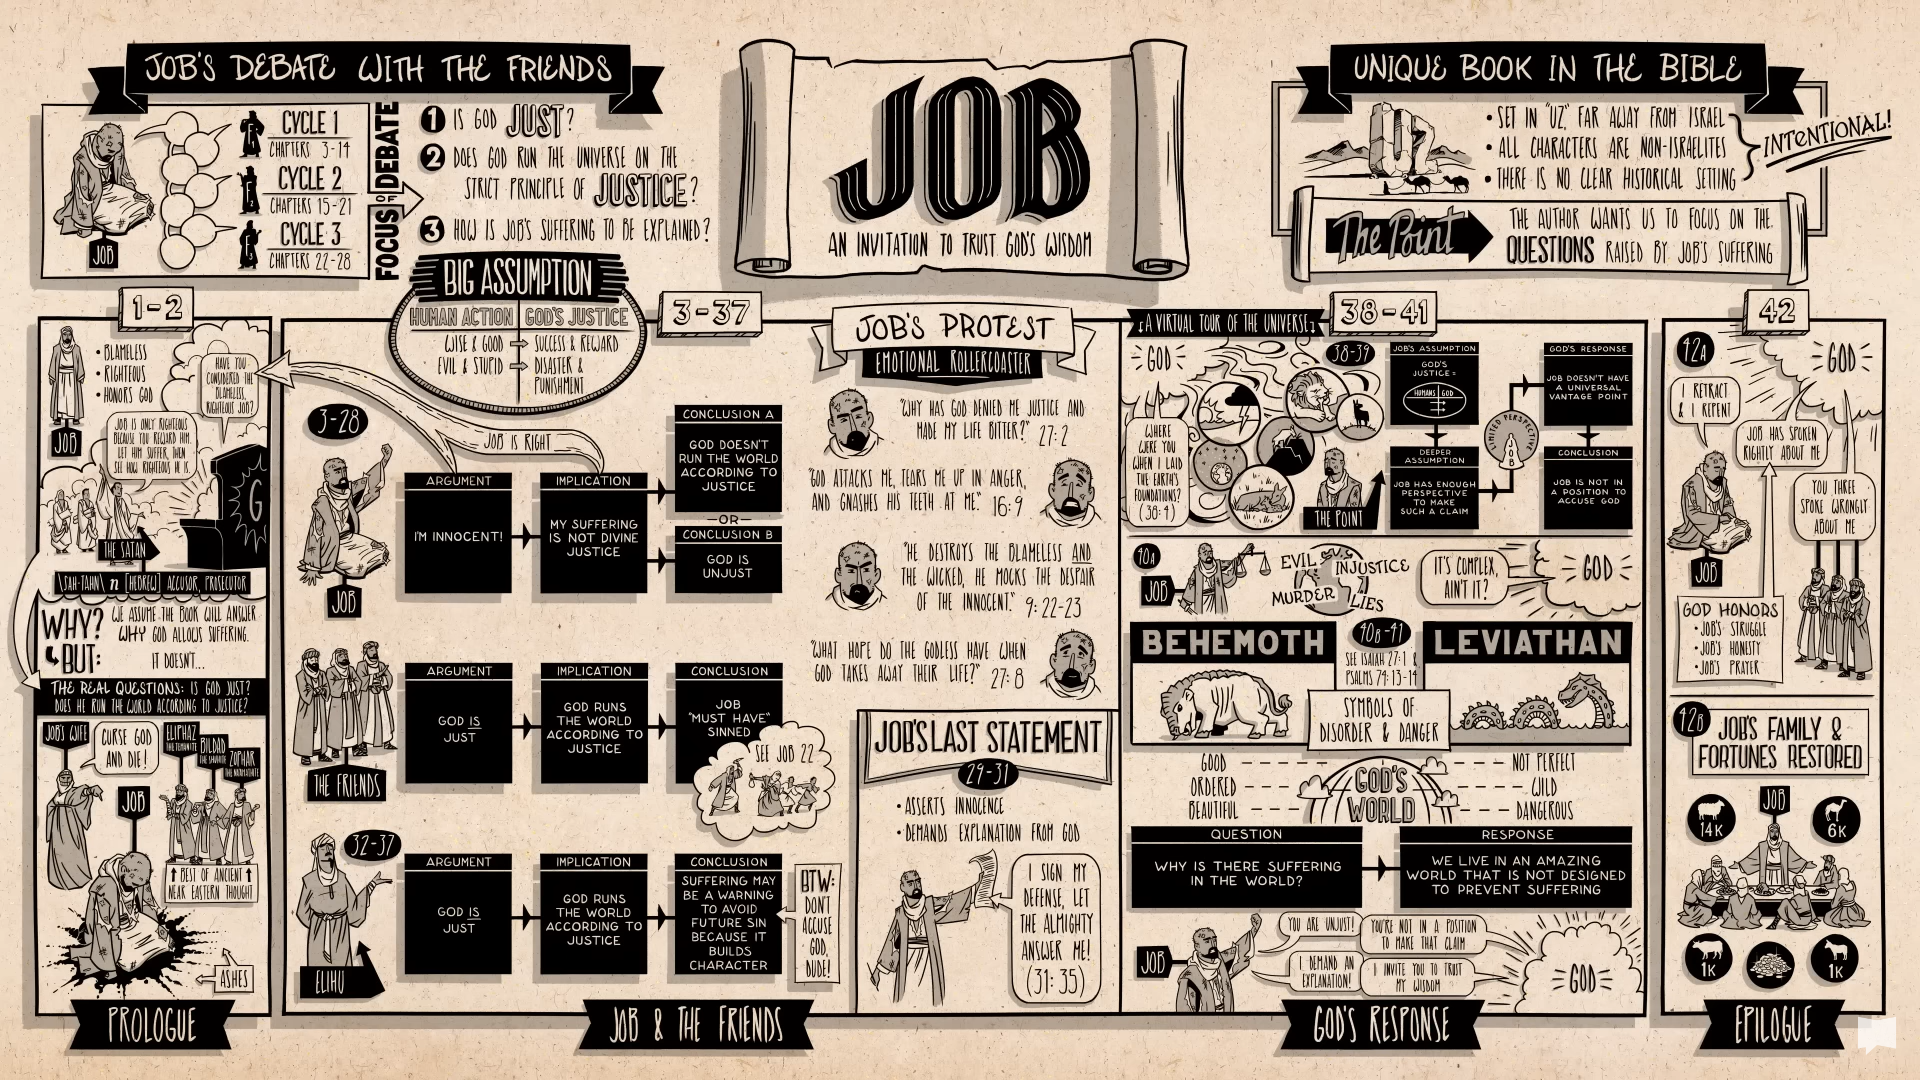 JOB'S DEBATE WITH THE FRIENDS
JOB
CYCLE 1
CHAPTERS 3-14
CYCLE 2
CHAPTERS 15-21
CYCLE 3
CHAPTERS 22-28
FOCUS OF DEBATE
1 IS GOD JUST?
2 DOES GOD RUN THE UNIVERSE ON THE
STRICT PRINCIPLE OF JUSTICE?
3 HOW IS JOB'S SUFFERING TO BE EXPLAINED?
JOB
AN INVITATION TO TRUST GOD'S WISDOM
UNIQUE BOOK IN THE BIBLE
UZ
• SET IN "UZ," FAR AWAY FROM ISRAEL
• ALL CHARACTERS ARE NON-ISRAELITES
• THERE IS NO CLEAR HISTORICAL SETTING
INTENTIONAL!
The Point
THE AUTHOR WANTS US TO FOCUS ON THE
QUESTIONS RAISED BY JOB'S SUFFERING
1-2
• BLAMELESS
• RIGHTEOUS
• HONORS GOD
JOB
HAVE YOU
CONSIDERED THE
BLAMELESS,
RIGHTEOUS JOB?
JOB IS ONLY RIGHTEOUS
BECAUSE YOU REWARD HIM.
LET HIM SUFFER, THEN
SEE HOW RIGHTEOUS HE IS.
G
THE SATAN
\SAH-TAHN\ n [HEBREW] ACCUSOR, PROSECUTOR
WHY? WE ASSUME THE BOOK WILL ANSWER
WHY GOD ALLOWS SUFFERING.
BUT: IT DOESN'T...
THE REAL QUESTIONS: IS GOD JUST?
DOES HE RUN THE WORLD ACCORDING TO JUSTICE?
JOB'S WIFE
CURSE GOD
AND DIE!
ELIPHAZ
THE TEMANITE
BILDAD
THE SHUHITE
ZOPHAR
THE NAAMATHITE
JOB
BEST OF ANCIENT
NEAR EASTERN THOUGHT
ASHES
PROLOGUE
BIG ASSUMPTION
HUMAN ACTION
GOD'S JUSTICE
WISE & GOOD
SUCCESS & REWARD
EVIL & STUPID
DISASTER &
PUNISHMENT
3-37
3-28
JOB IS RIGHT
JOB
ARGUMENT
I'M INNOCENT!
IMPLICATION
MY SUFFERING
IS NOT DIVINE
JUSTICE
CONCLUSION A
GOD DOESN'T
RUN THE WORLD
ACCORDING TO
JUSTICE
-OR-
CONCLUSION B
GOD IS
UNJUST
THE FRIENDS
ARGUMENT
GOD IS
JUST
IMPLICATION
GOD RUNS
THE WORLD
ACCORDING TO
JUSTICE
CONCLUSION
JOB
"MUST HAVE"
SINNED
SEE JOB 22
32-37
ELIHU
ARGUMENT
GOD IS
JUST
IMPLICATION
GOD RUNS
THE WORLD
ACCORDING TO
JUSTICE
CONCLUSION
SUFFERING MAY
BE A WARNING
TO AVOID
FUTURE SIN
BECAUSE IT
BUILDS
CHARACTER
BTW:
DON'T
ACCUSE
GOD,
DUDE!
JOB'S PROTEST
EMOTIONAL ROLLERCOASTER
"WHY HAS GOD DENIED ME JUSTICE AND
MADE MY LIFE BITTER?" 27:2
"GOD ATTACKS ME, TEARS ME UP IN ANGER,
AND GNASHES HIS TEETH AT ME." 16:9
"HE DESTROYS THE BLAMELESS AND
THE WICKED, HE MOCKS THE DESPAIR
OF THE INNOCENT." 9:22-23
"WHAT HOPE DO THE GODLESS HAVE WHEN
GOD TAKES AWAY THEIR LIFE?" 27:8
JOB'S LAST STATEMENT
29-31
• ASSERTS INNOCENCE
• DEMANDS EXPLANATION FROM GOD
I SIGN MY
DEFENSE, LET
THE ALMIGHTY
ANSWER ME!
(31:35)
JOB & THE FRIENDS
A VIRTUAL TOUR OF THE UNIVERSE
38-41
GOD
38-39
WHERE
WERE YOU
WHEN I LAID
THE EARTH'S
FOUNDATIONS?
(38:4)
THE POINT
JOB'S ASSUMPTION
GOD'S
JUSTICE =
HUMANS GOD
DEEPER
ASSUMPTION
JOB HAS ENOUGH
PERSPECTIVE
TO MAKE
SUCH A CLAIM
LIMITED PERSPECTIVE
JOB
GOD'S RESPONSE
JOB DOESN'T HAVE
A UNIVERSAL
VANTAGE POINT
CONCLUSION
JOB IS NOT IN
A POSITION TO
ACCUSE GOD
40A
JOB
EVIL
INJUSTICE
MURDER
LIES
IT'S COMPLEX,
AIN'T IT?
GOD
BEHEMOTH
40B-41
SEE ISAIAH 27:1 &
PSALMS 74:13-14
LEVIATHAN
SYMBOLS OF
DISORDER & DANGER
GOOD
ORDERED
BEAUTIFUL
GOD'S
WORLD
NOT PERFECT
WILD
DANGEROUS
QUESTION
WHY IS THERE SUFFERING
IN THE WORLD?
RESPONSE
WE LIVE IN AN AMAZING
WORLD THAT IS NOT DESIGNED
TO PREVENT SUFFERING
JOB
YOU ARE UNJUST!
YOU'RE NOT IN A POSITION
TO MAKE THAT CLAIM
I DEMAND AN
EXPLANATION!
I INVITE YOU TO TRUST
MY WISDOM
GOD
GOD'S RESPONSE
42
42A
GOD
I RETRACT
& I REPENT
JOB HAS SPOKEN
RIGHTLY ABOUT ME
YOU THREE
SPOKE WRONGLY
ABOUT ME
JOB
GOD HONORS
• JOB'S STRUGGLE
• JOB'S HONESTY
• JOB'S PRAYER
42B
JOB'S FAMILY &
FORTUNES RESTORED
JOB
14K
6K
1K
1K
EPILOGUE